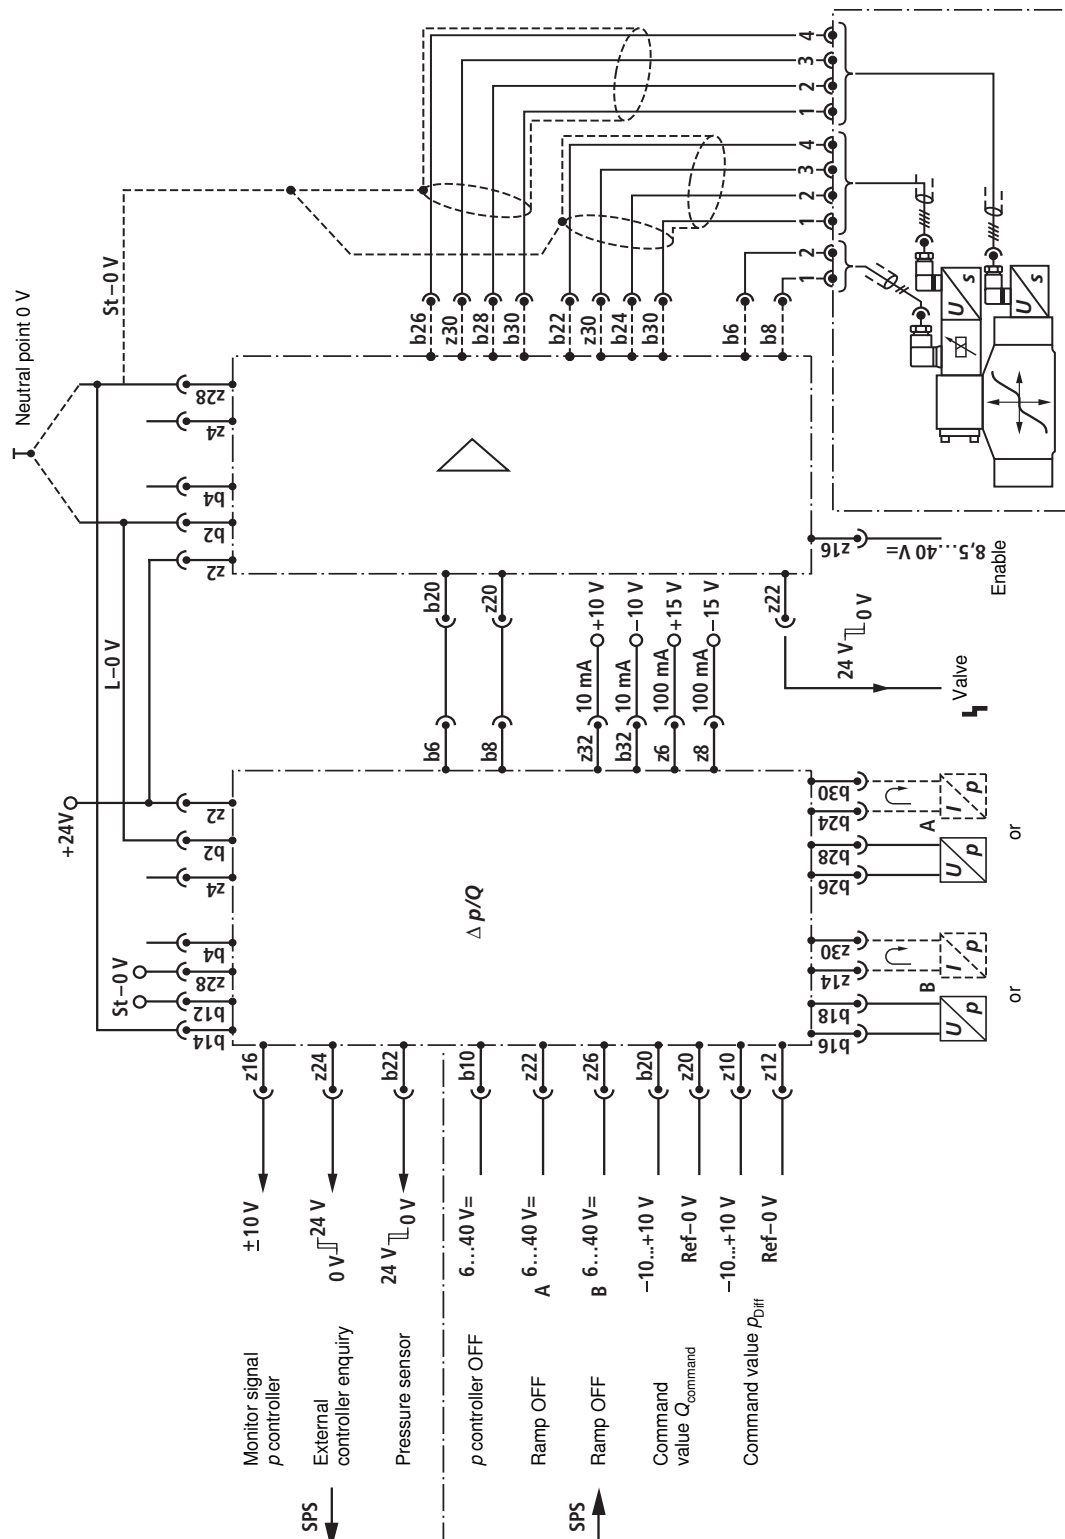 Neutral point 0 V
St–0 V
L–0 V
+24V
St–0 V
z28
z4
b4
b2
z2
z2
b2
z4
b4
z28
b12
b14
b26
z30
b28
b30
b22
z30
b24
b30
b6
b8
4
3
2
1
4
3
2
1
2
1
U
s
U
s
b20
z20
b6
b8
z32
10 mA
+10 V
b32
10 mA
–10 V
z6
100 mA
+15 V
z8
100 mA
–15 V
z22
24 V
0 V
Valve
z16
8,5...40 V=
Enable
Δ p/Q
b30
b24
b28
b26
A
I
p
U
p
or
z30
z14
b18
b16
B
I
p
U
p
or
z16
z24
b22
b10
z22
z26
b20
z20
z10
z12
±10 V
0 V
24 V
24 V
0 V
6...40 V=
6...40 V=
A
6...40 V=
B
–10...+10 V
Ref–0 V
–10...+10 V
Ref–0 V
Monitor signal
p controller
External
controller enquiry
Pressure sensor
p controller OFF
Ramp OFF
Ramp OFF
Command
value Qcommand
Command value pDiff
SPS
SPS